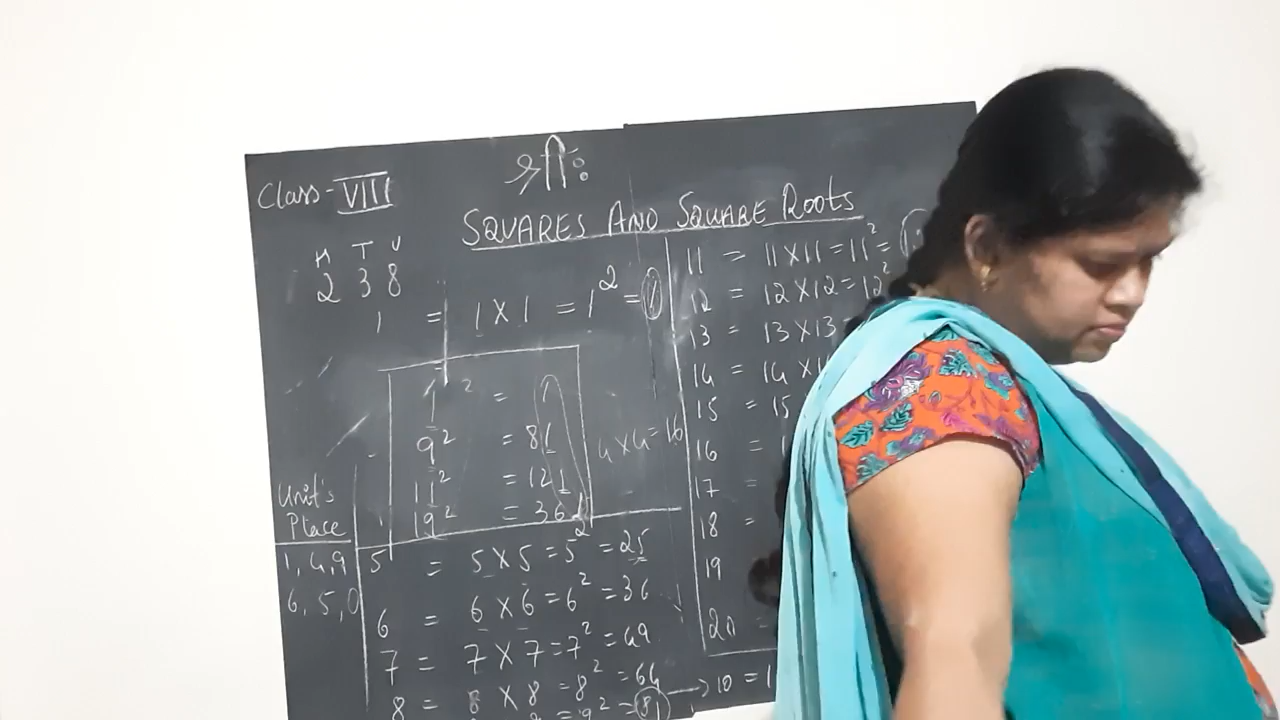 श्रीः
Class - VIII
SQUARES AND SQUARE ROOTS
H T U
2 3 8
1 = 1 X 1 = 1² = 1
1² =
9² = 81
11² = 121
19² = 361
4 X 4 = 16
Unit's
Place
1, 4, 9
6, 5, 0
5 = 5 X 5 = 5² = 25
6 = 6 X 6 = 6² = 36
7 = 7 X 7 = 7² = 49
8 = 8 X 8 = 8² = 64
= 9² = 81 → 10 = 1
11 = 11 X 11 = 11² =
12 = 12 X 12 = 12²
13 = 13 X 13
14 = 14 X
15 = 15
16 =
17 =
18 =
19
20 =